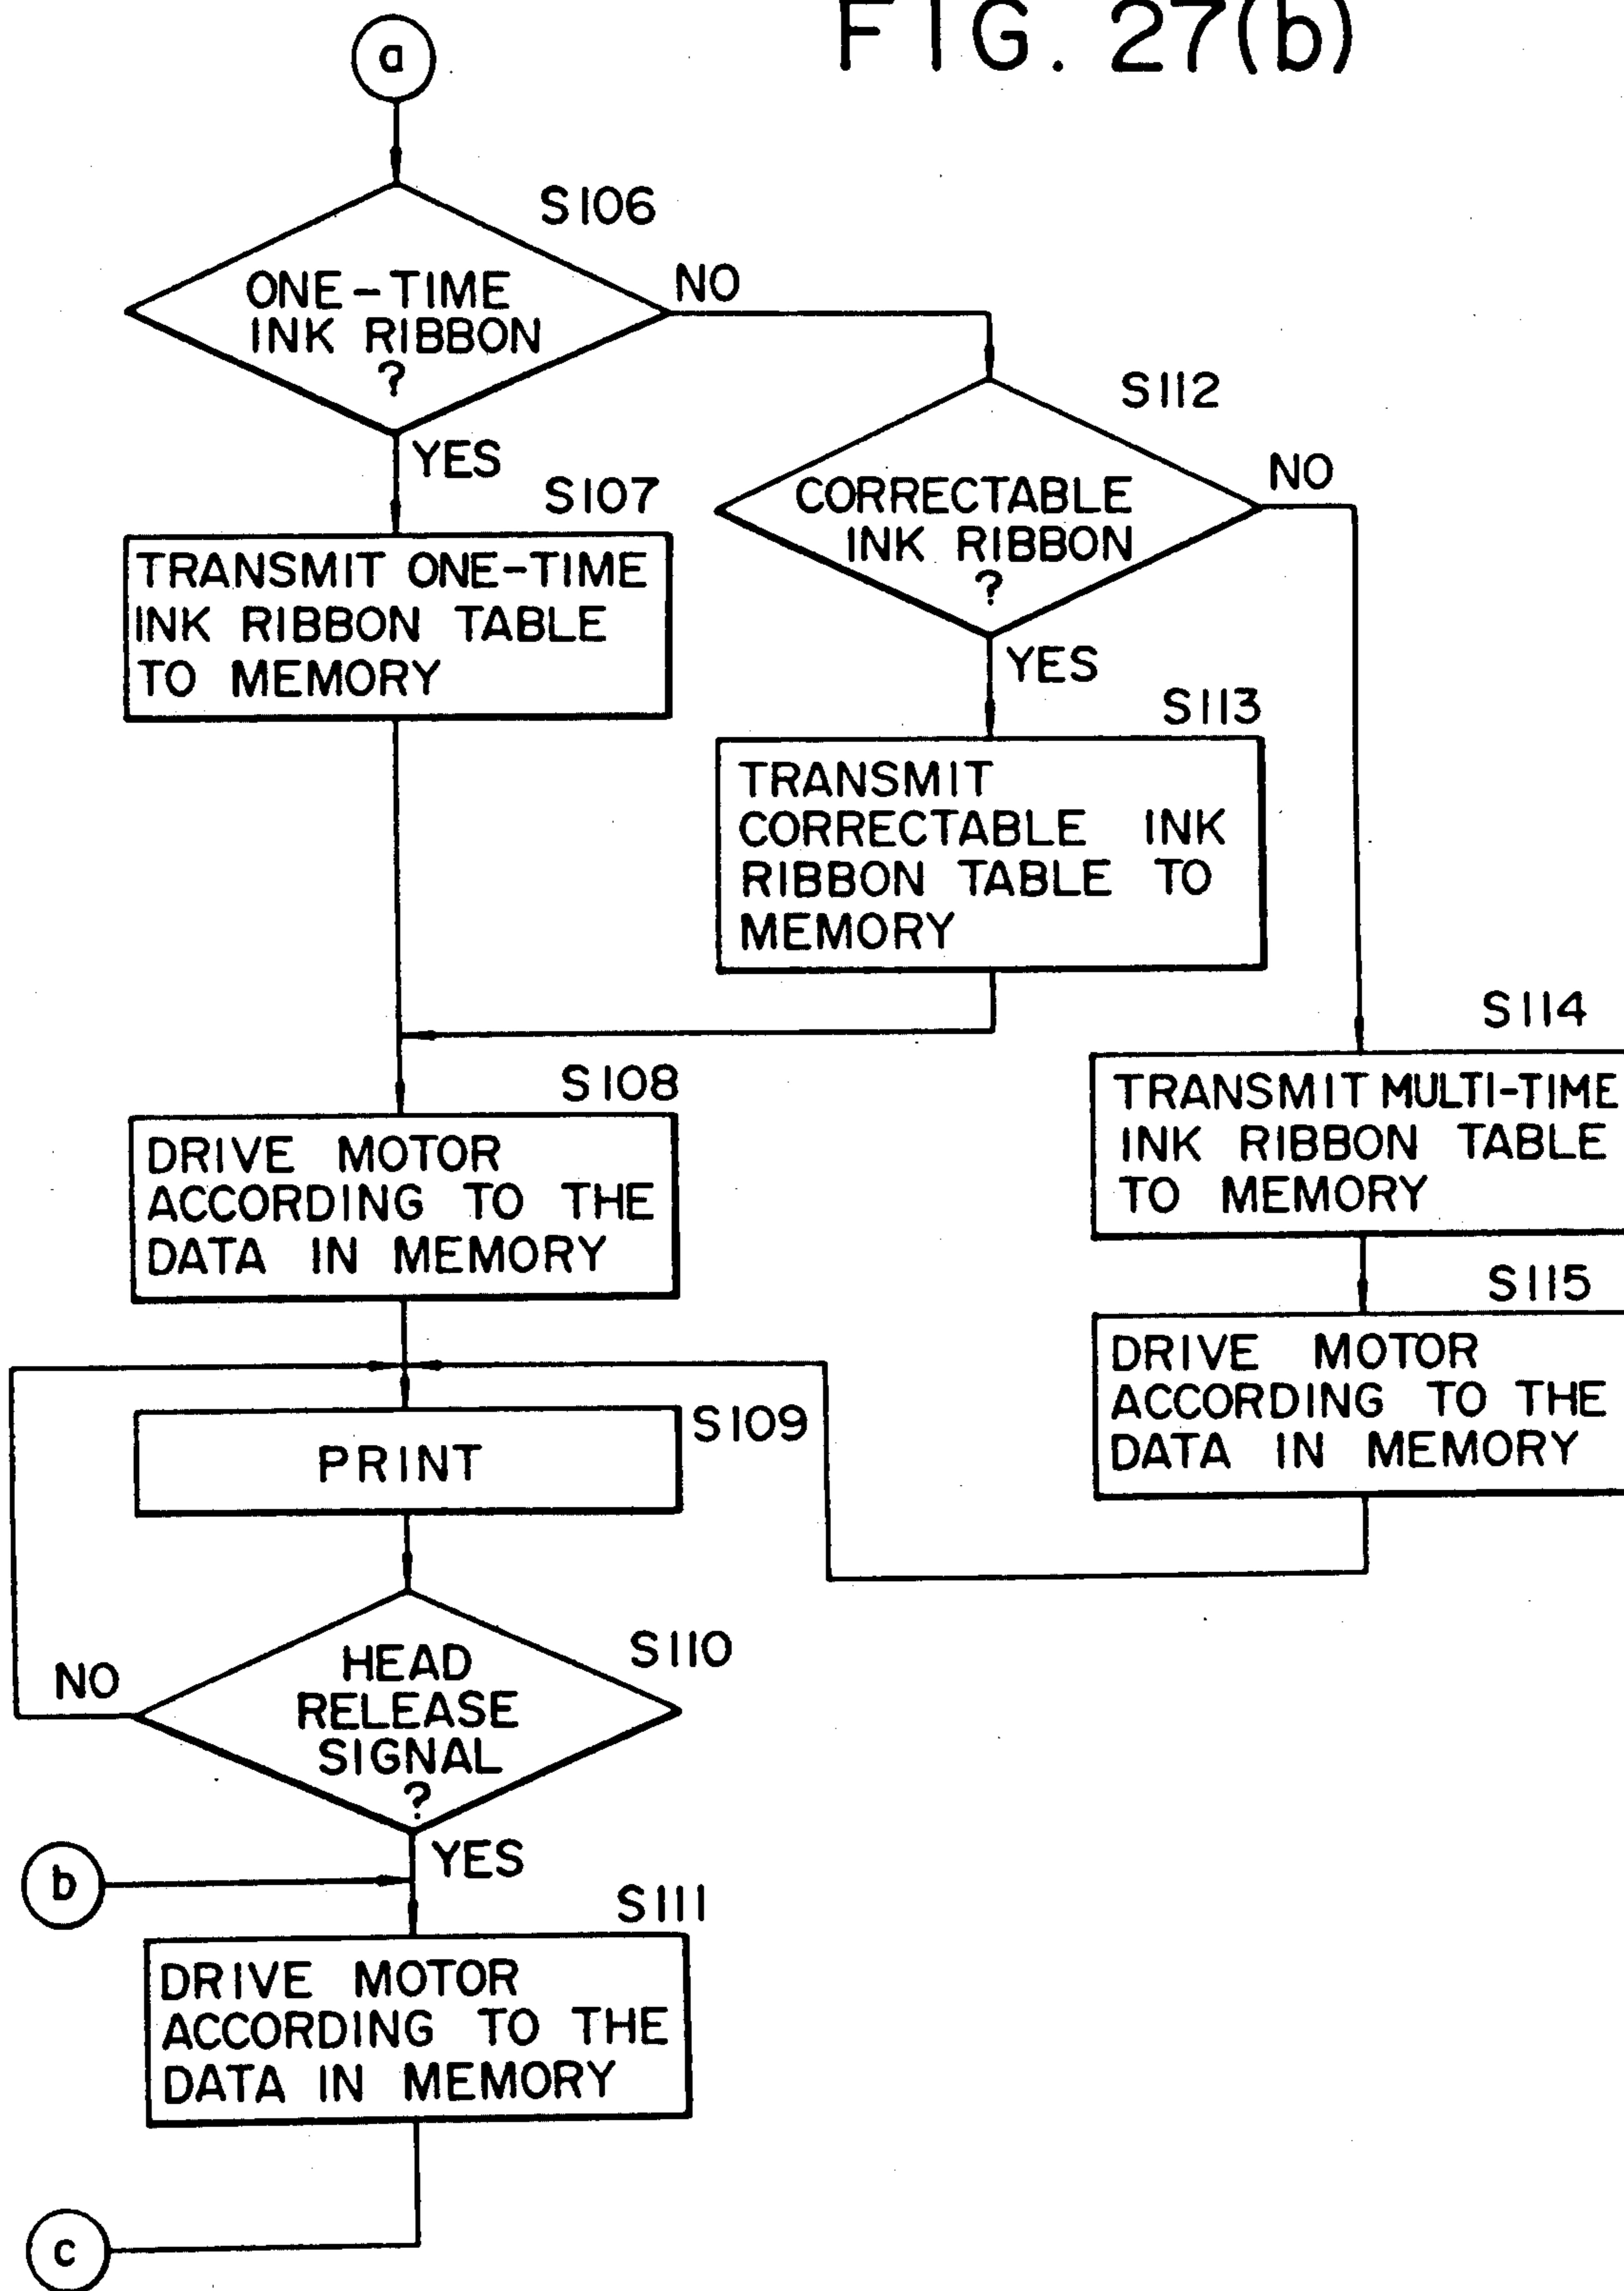 FIG. 27(b)
a
S106
ONE-TIME
INK RIBBON
?
NO
YES
S112
CORRECTABLE
INK RIBBON
?
NO
YES
S107
TRANSMIT ONE-TIME
INK RIBBON TABLE
TO MEMORY
S113
TRANSMIT
CORRECTABLE INK
RIBBON TABLE TO
MEMORY
S114
TRANSMIT MULTI-TIME
INK RIBBON TABLE
TO MEMORY
S108
DRIVE MOTOR
ACCORDING TO THE
DATA IN MEMORY
S115
DRIVE MOTOR
ACCORDING TO THE
DATA IN MEMORY
S109
PRINT
S110
HEAD
RELEASE
SIGNAL
?
NO
YES
b
S111
DRIVE MOTOR
ACCORDING TO THE
DATA IN MEMORY
c